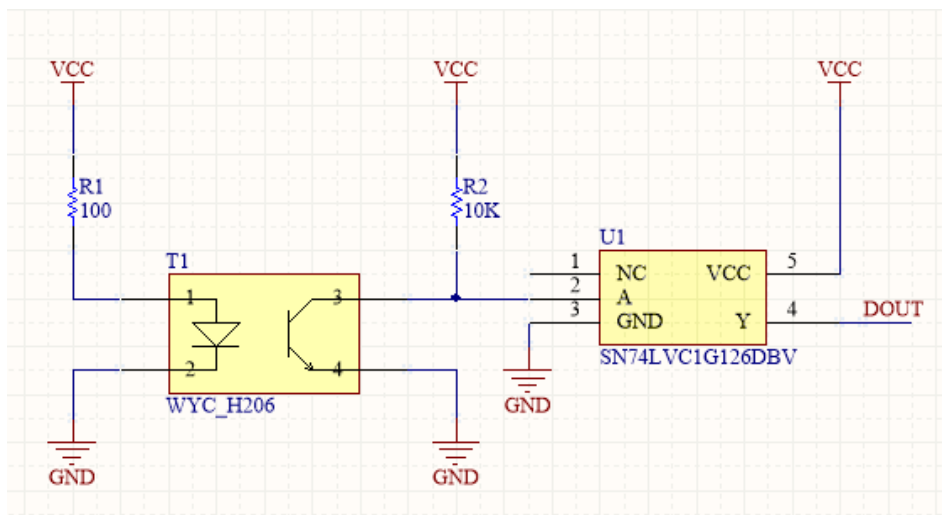 VCC
VCC
VCC
R1
100
R2
10K
U1
1
NC
VCC
5
2
A
3
GND
Y
4
DOUT
SN74LVC1G126DBV
GND
T1
1
3
2
4
WYC_H206
GND
GND